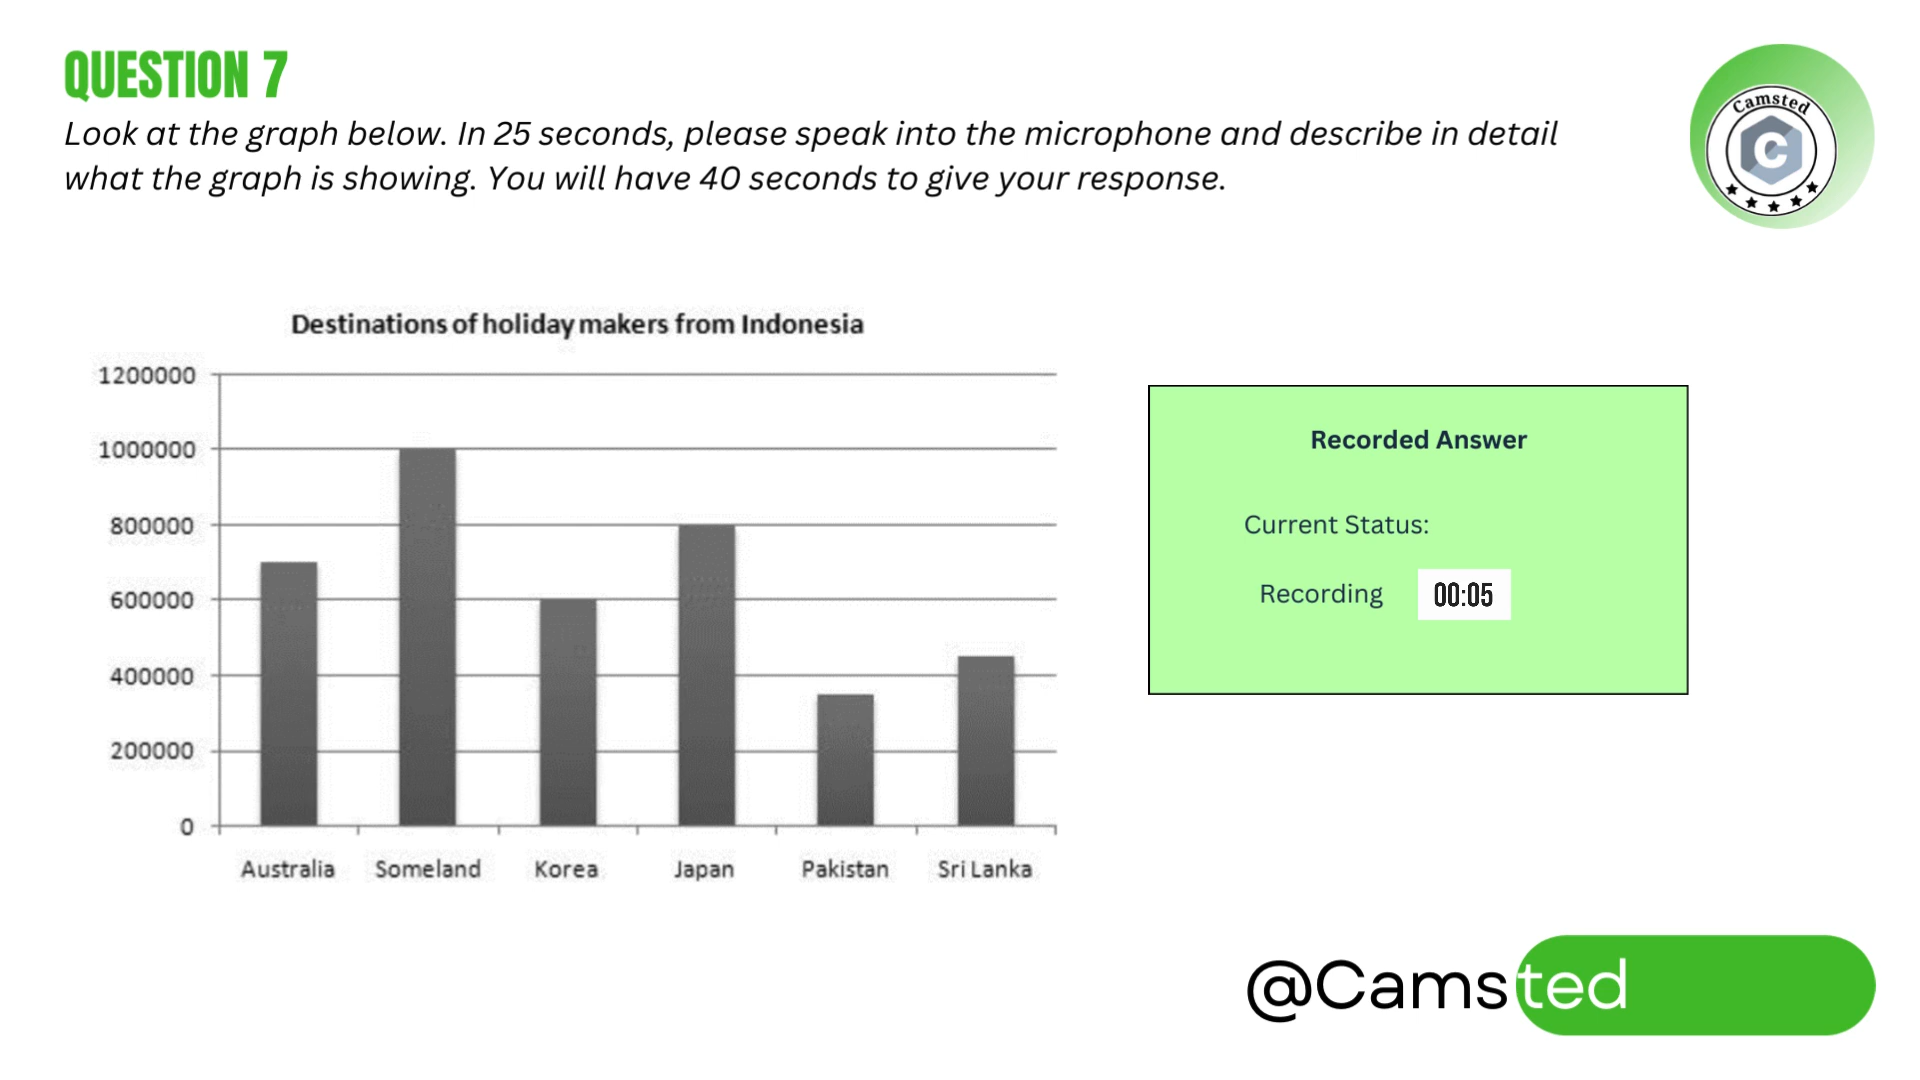 QUESTION 7
Look at the graph below. In 25 seconds, please speak into the microphone and describe in detail
what the graph is showing. You will have 40 seconds to give your response.
Camsted
C
Destinations of holiday makers from Indonesia
1200000
1000000
800000
600000
400000
200000
0
Australia Someland Korea Japan Pakistan Sri Lanka
Recorded Answer
Current Status:
Recording 00:05
@Camsted